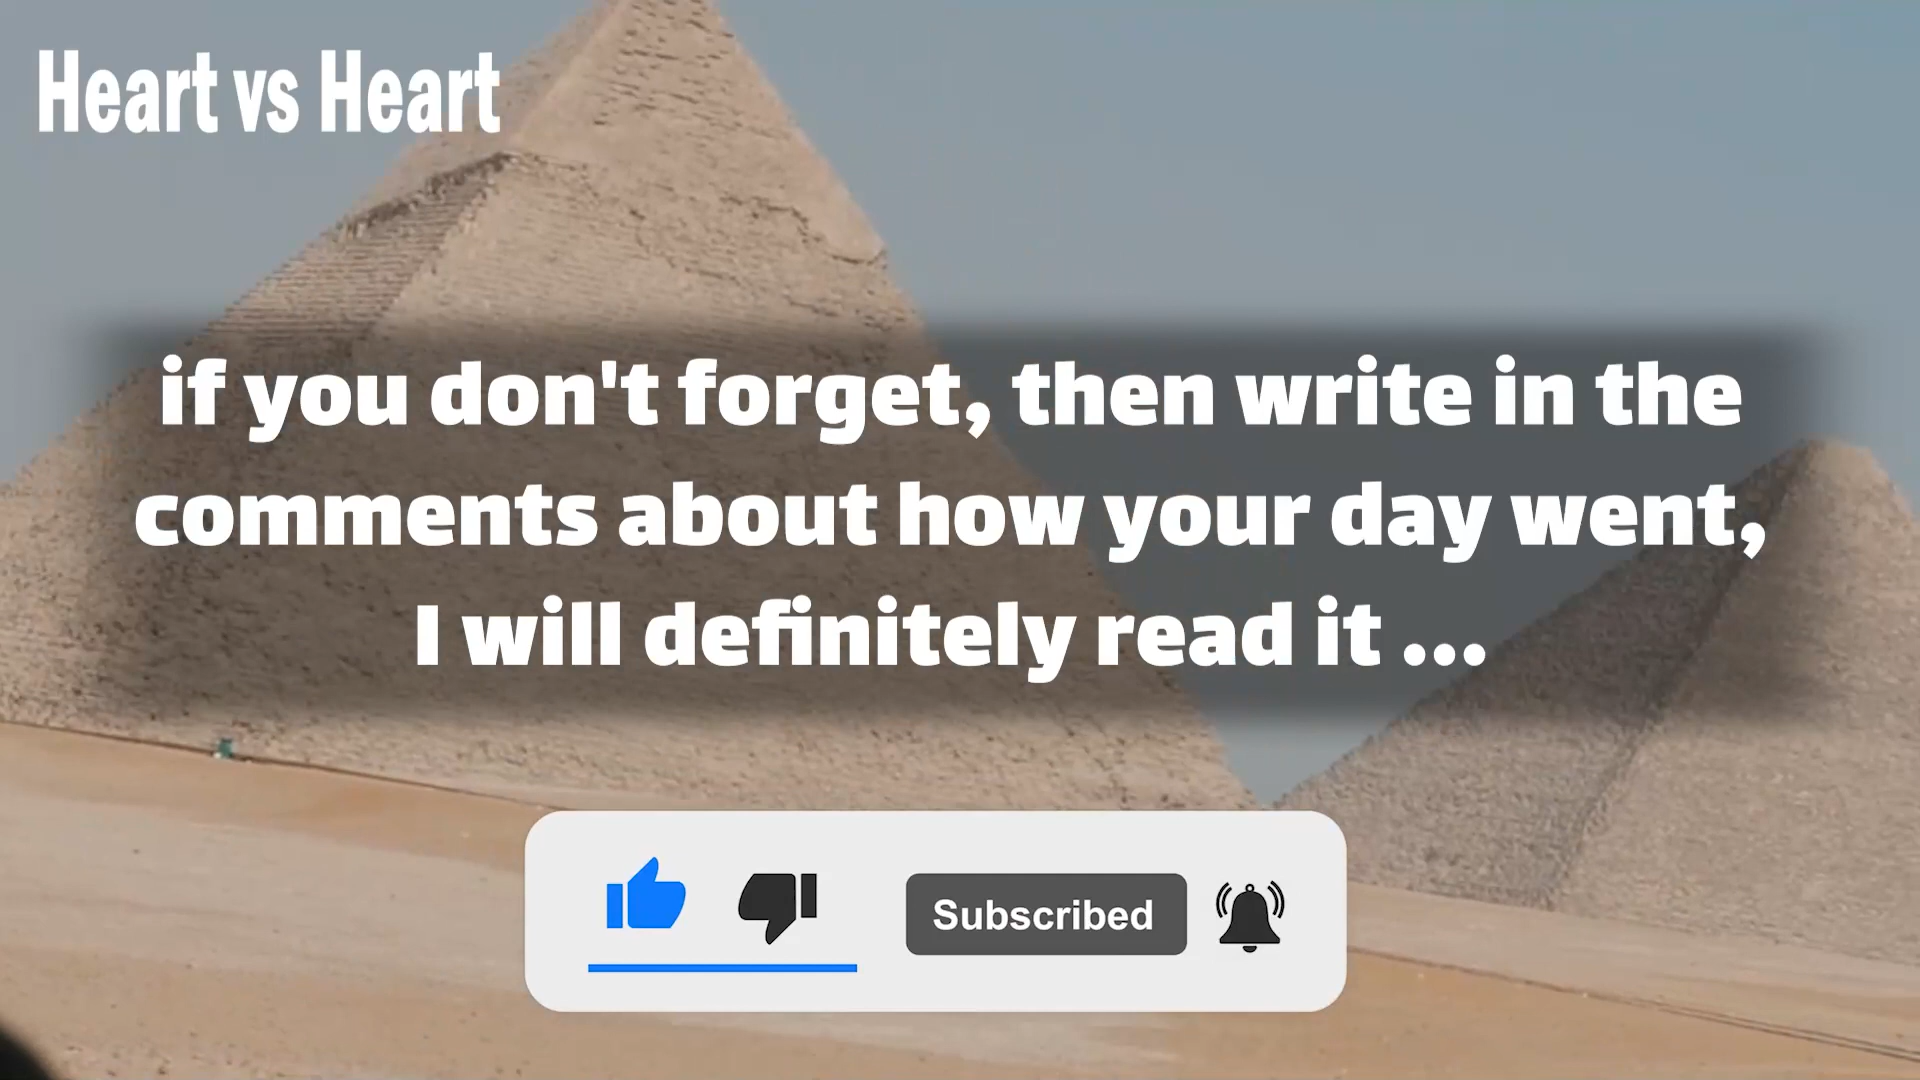 Heart vs Heart
if you don't forget, then write in the
comments about how your day went,
I will definitely read it ...
Subscribed